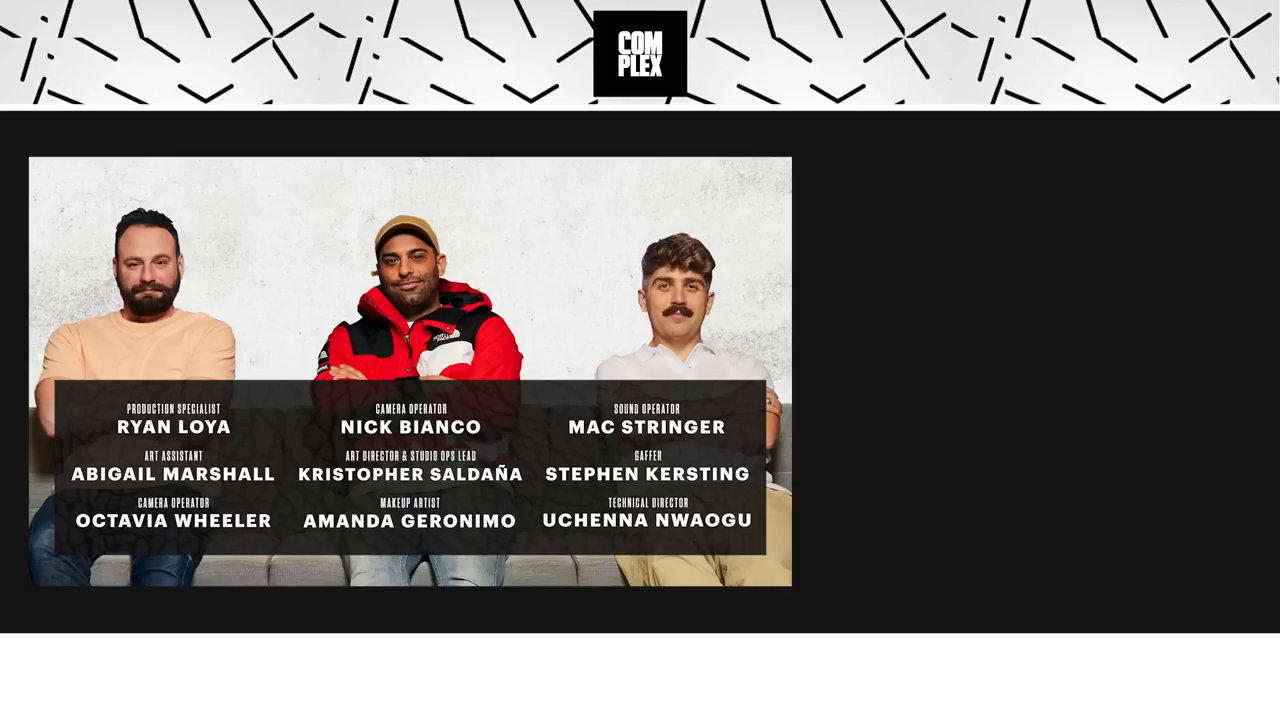 COM
PLEX
PRODUCTION SPECIALIST
RYAN LOYA
CAMERA OPERATOR
NICK BIANCO
SOUND OPERATOR
MAC STRINGER
ART ASSISTANT
ABIGAIL MARSHALL
ART DIRECTOR & STUDIO OPS LEAD
KRISTOPHER SALDAÑA
GAFFER
STEPHEN KERSTING
CAMERA OPERATOR
OCTAVIA WHEELER
MAKEUP ARTIST
AMANDA GERONIMO
TECHNICAL DIRECTOR
UCHENNA NWAOGU